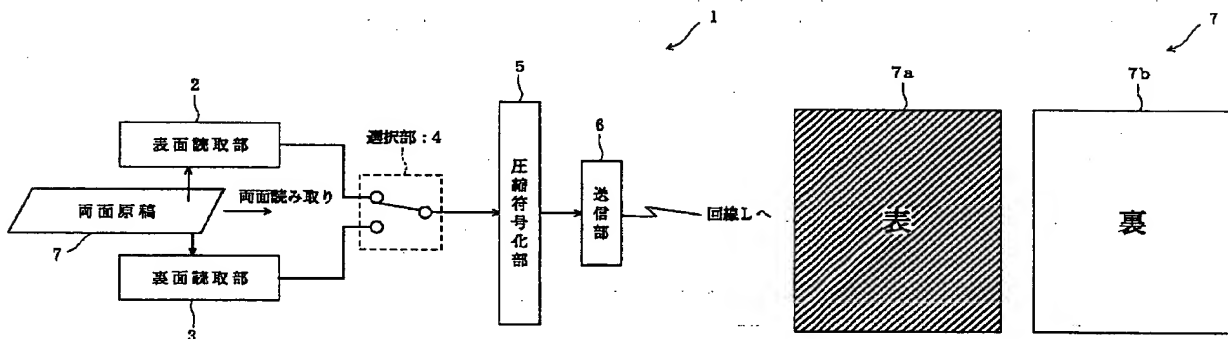 1
7
2
表面読取部
選択部:4
5
圧縮符号化部
6
送信部
両面原稿
両面読み取り
回線Lへ
7
裏面読取部
3
7a
表
7b
裏